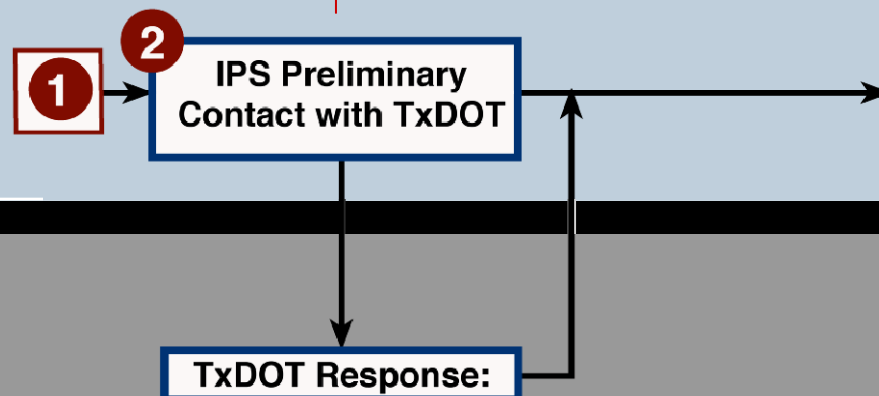 2
1
IPS Preliminary
Contact with TxDOT
TxDOT Response: